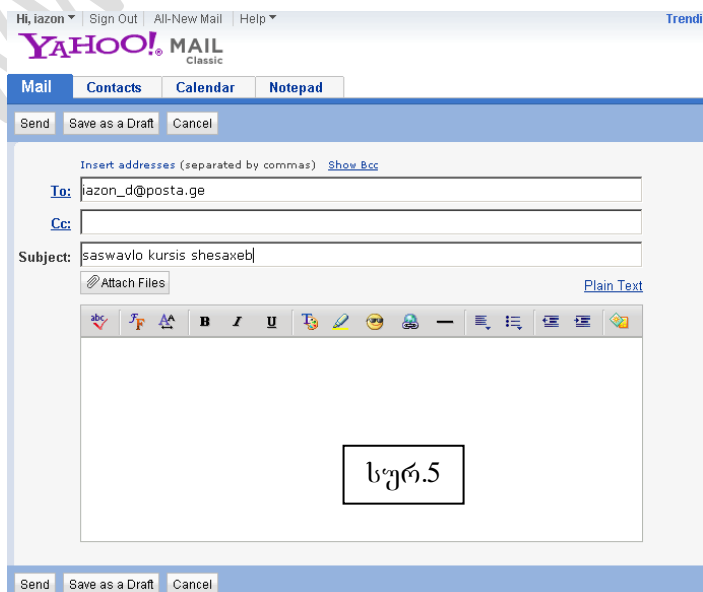 Hi, iazon | Sign Out | All-New Mail | Help Trendi
YAHOO! MAIL
Classic
Mail Contacts Calendar Notepad
Send Save as a Draft Cancel
Insert addresses (separated by commas) Show Bcc
To: iazon_d@posta.ge
Cc:
Subject: saswavlo kursis shesaxeb
Attach Files Plain Text
abc T F A A B I U T
სურ.5
Send Save as a Draft Cancel